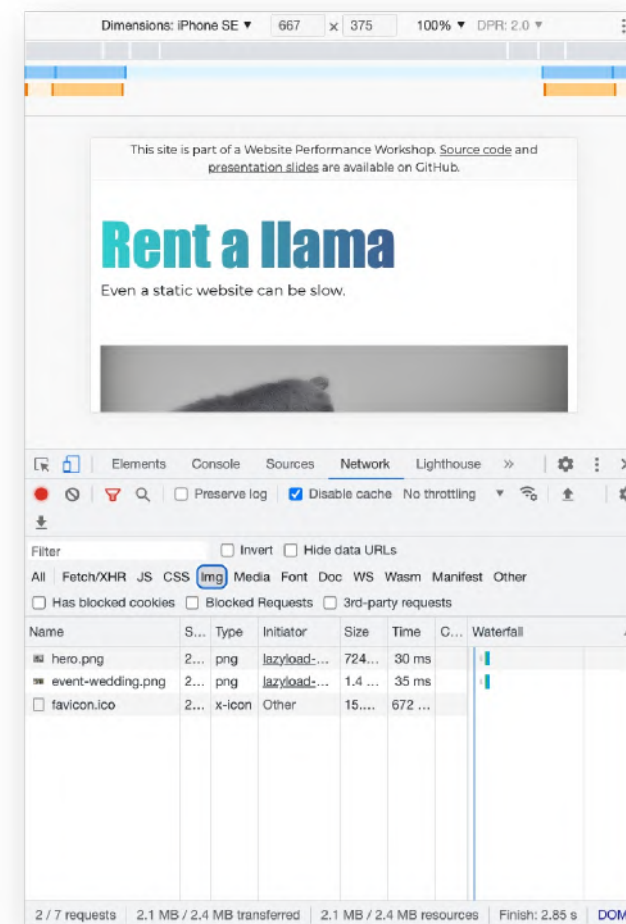 Dimensions: iPhone SE ▼ 667 × 375 100% ▼ DPR: 2.0 ▼
This site is part of a Website Performance Workshop. Source code and
presentation slides are available on GitHub.
Rent a llama
Even a static website can be slow.
Elements Console Sources Network Lighthouse »
Preserve log Disable cache No throttling ▼
Filter Invert Hide data URLs
All Fetch/XHR JS CSS Img Media Font Doc WS Wasm Manifest Other
Has blocked cookies Blocked Requests 3rd-party requests
Name S... Type Initiator Size Time C... Waterfall
hero.png 2... png lazyload-... 724... 30 ms
event-wedding.png 2... png lazyload-... 1.4 ... 35 ms
favicon.ico 2... x-icon Other 15.... 672 ...
2 / 7 requests 2.1 MB / 2.4 MB transferred 2.1 MB / 2.4 MB resources Finish: 2.85 s DOM